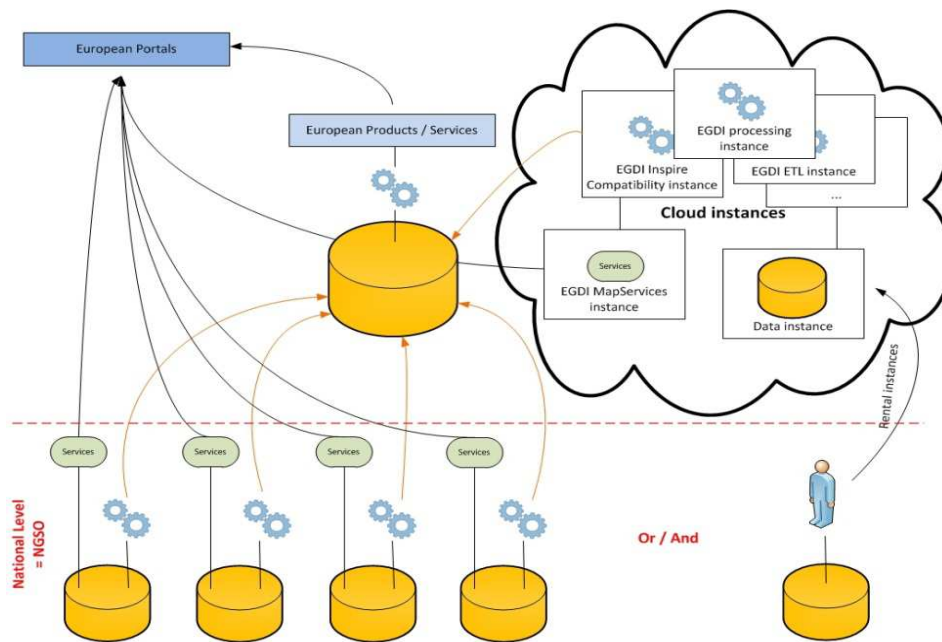 European Portals
European Products / Services
EGDI processing
instance
EGDI Inspire
Compatibility instance
EGDI ETL instance
...
Cloud instances
Services
EGDI MapServices
instance
Data instance
Rental instances
Services
Services
Services
Services
National Level
= NGSO
Or / And